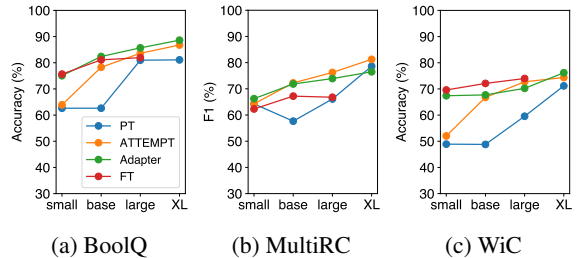 100
90
80
70
60
50
40
30
Accuracy (%)
small base large XL
PT
ATTEMPT
Adapter
FT
(a) BoolQ
100
90
80
70
60
50
40
30
F1 (%)
small base large XL
(b) MultiRC
100
90
80
70
60
50
40
30
Accuracy (%)
small base large XL
(c) WiC